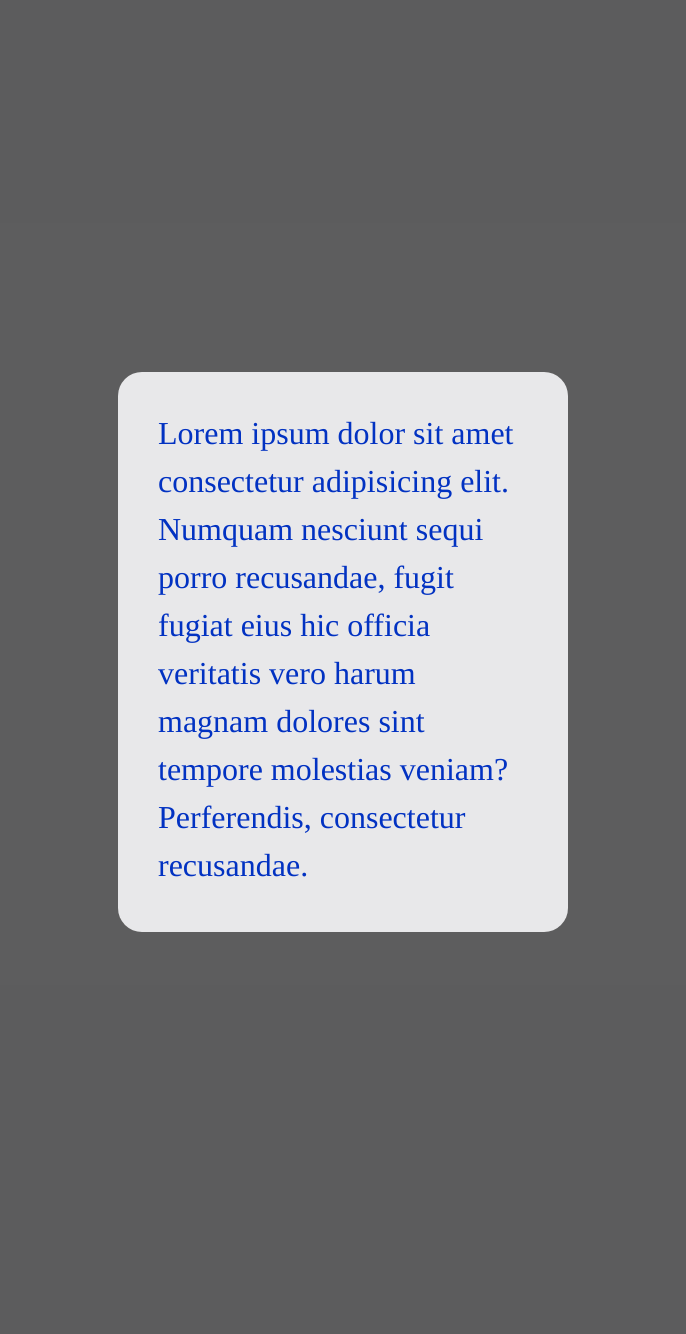 Lorem ipsum dolor sit amet
consectetur adipisicing elit.
Numquam nesciunt sequi
porro recusandae, fugit
fugiat eius hic officia
veritatis vero harum
magnam dolores sint
tempore molestias veniam?
Perferendis, consectetur
recusandae.